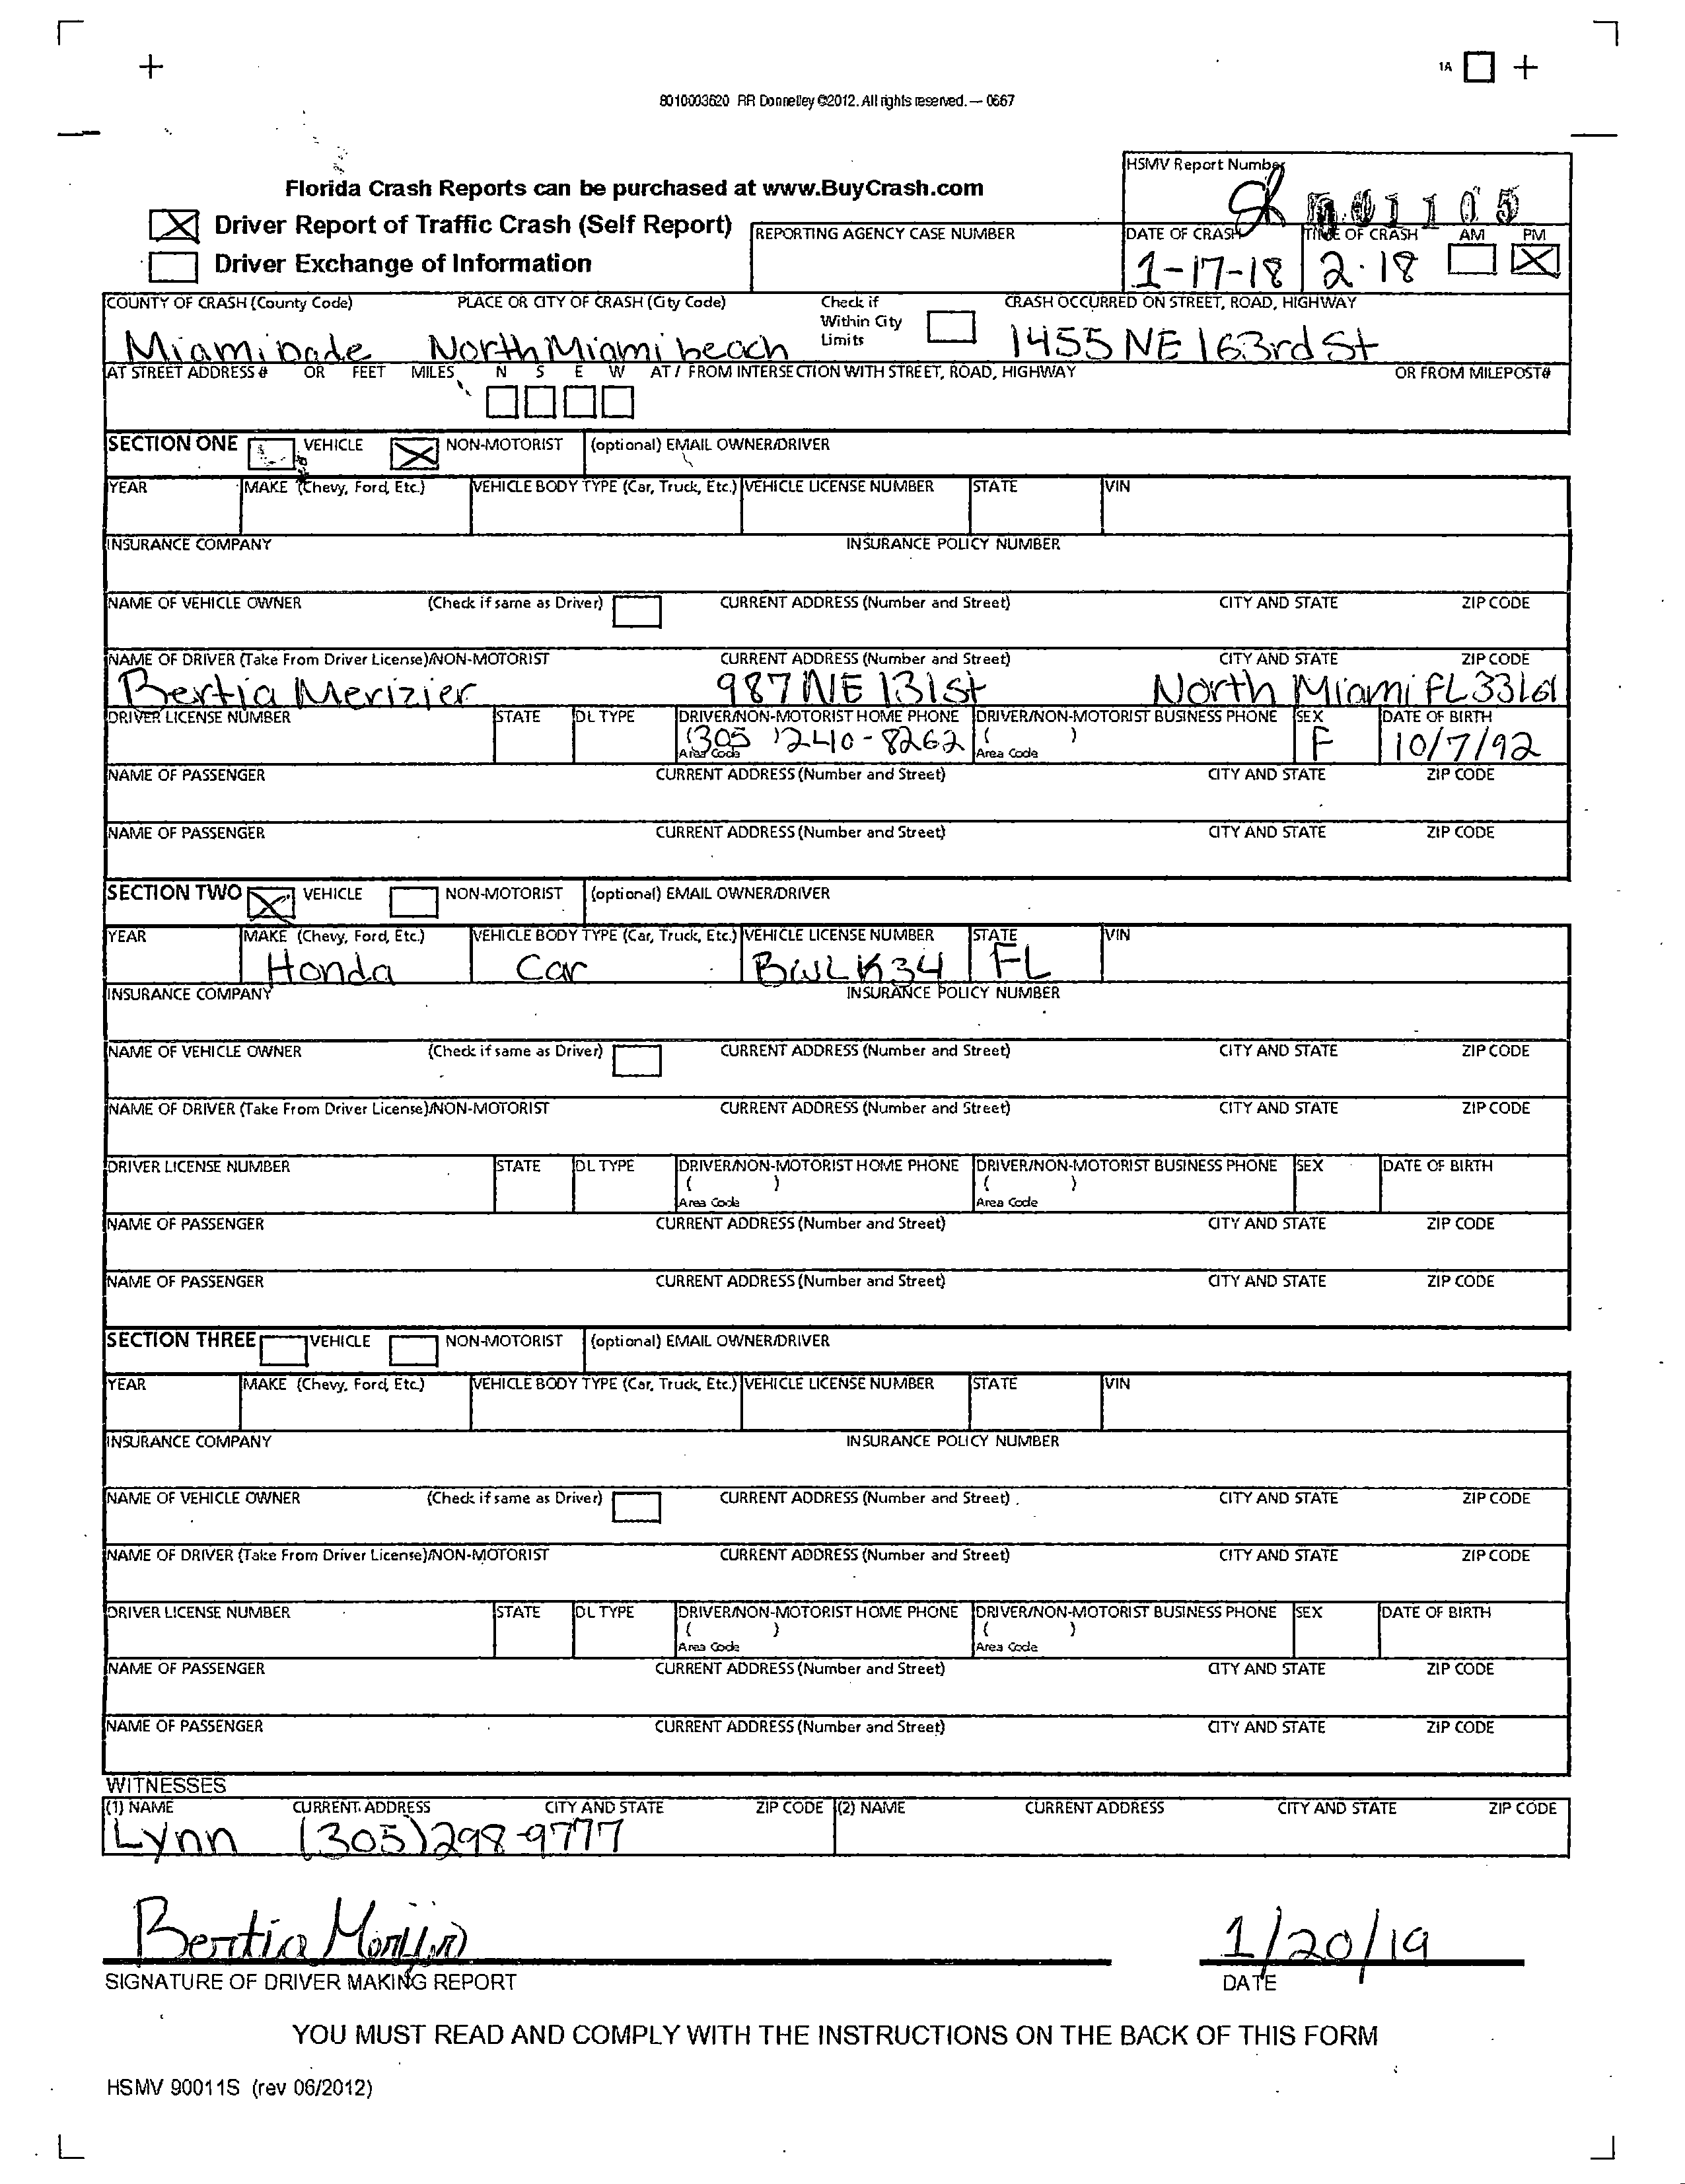 1A
8010003620 RR Donnelley ©2012. All rights reserved. — 0667
HSMV Report Number
Florida Crash Reports can be purchased at www.BuyCrash.com
01105
Driver Report of Traffic Crash (Self Report)
REPORTING AGENCY CASE NUMBER
DATE OF CRASH TIME OF CRASH AM PM
Driver Exchange of Information
1-17-18 2.18
COUNTY OF CRASH (County Code) PLACE OR CITY OF CRASH (City Code) Check if Within City Limits CRASH OCCURRED ON STREET, ROAD, HIGHWAY
Miami Dade North Miami beach 1455 NE 163rd St
AT STREET ADDRESS # OR FEET MILES N S E W AT / FROM INTERSECTION WITH STREET, ROAD, HIGHWAY OR FROM MILEPOST#
SECTION ONE VEHICLE NON-MOTORIST (optional) EMAIL OWNER/DRIVER
YEAR MAKE (Chevy, Ford, Etc.) VEHICLE BODY TYPE (Car, Truck, Etc.) VEHICLE LICENSE NUMBER STATE VIN
INSURANCE COMPANY INSURANCE POLICY NUMBER
NAME OF VEHICLE OWNER (Check if same as Driver) CURRENT ADDRESS (Number and Street) CITY AND STATE ZIP CODE
NAME OF DRIVER (Take From Driver License)/NON-MOTORIST CURRENT ADDRESS (Number and Street) CITY AND STATE ZIP CODE
Bertia Merizier 987 NE 131st North Miami FL 33161
DRIVER LICENSE NUMBER STATE DL TYPE DRIVER/NON-MOTORIST HOME PHONE DRIVER/NON-MOTORIST BUSINESS PHONE SEX DATE OF BIRTH
(305 ) 240-8262 ( ) F 10/7/92
Area Code Area Code
NAME OF PASSENGER CURRENT ADDRESS (Number and Street) CITY AND STATE ZIP CODE
NAME OF PASSENGER CURRENT ADDRESS (Number and Street) CITY AND STATE ZIP CODE
SECTION TWO VEHICLE NON-MOTORIST (optional) EMAIL OWNER/DRIVER
YEAR MAKE (Chevy, Ford, Etc.) VEHICLE BODY TYPE (Car, Truck, Etc.) VEHICLE LICENSE NUMBER STATE VIN
Honda Car BWLK34 FL
INSURANCE COMPANY INSURANCE POLICY NUMBER
NAME OF VEHICLE OWNER (Check if same as Driver) CURRENT ADDRESS (Number and Street) CITY AND STATE ZIP CODE
NAME OF DRIVER (Take From Driver License)/NON-MOTORIST CURRENT ADDRESS (Number and Street) CITY AND STATE ZIP CODE
DRIVER LICENSE NUMBER STATE DL TYPE DRIVER/NON-MOTORIST HOME PHONE DRIVER/NON-MOTORIST BUSINESS PHONE SEX DATE OF BIRTH
( ) ( )
Area Code Area Code
NAME OF PASSENGER CURRENT ADDRESS (Number and Street) CITY AND STATE ZIP CODE
NAME OF PASSENGER CURRENT ADDRESS (Number and Street) CITY AND STATE ZIP CODE
SECTION THREE VEHICLE NON-MOTORIST (optional) EMAIL OWNER/DRIVER
YEAR MAKE (Chevy, Ford, Etc.) VEHICLE BODY TYPE (Car, Truck, Etc.) VEHICLE LICENSE NUMBER STATE VIN
INSURANCE COMPANY INSURANCE POLICY NUMBER
NAME OF VEHICLE OWNER (Check if same as Driver) CURRENT ADDRESS (Number and Street) CITY AND STATE ZIP CODE
NAME OF DRIVER (Take From Driver License)/NON-MOTORIST CURRENT ADDRESS (Number and Street) CITY AND STATE ZIP CODE
DRIVER LICENSE NUMBER STATE DL TYPE DRIVER/NON-MOTORIST HOME PHONE DRIVER/NON-MOTORIST BUSINESS PHONE SEX DATE OF BIRTH
( ) ( )
Area Code Area Code
NAME OF PASSENGER CURRENT ADDRESS (Number and Street) CITY AND STATE ZIP CODE
NAME OF PASSENGER CURRENT ADDRESS (Number and Street) CITY AND STATE ZIP CODE
WITNESSES
(1) NAME CURRENT ADDRESS CITY AND STATE ZIP CODE (2) NAME CURRENT ADDRESS CITY AND STATE ZIP CODE
Lynn (305) 298-9777
Bertia 1/20/19
SIGNATURE OF DRIVER MAKING REPORT DATE
YOU MUST READ AND COMPLY WITH THE INSTRUCTIONS ON THE BACK OF THIS FORM
HSMV 90011S (rev 06/2012)